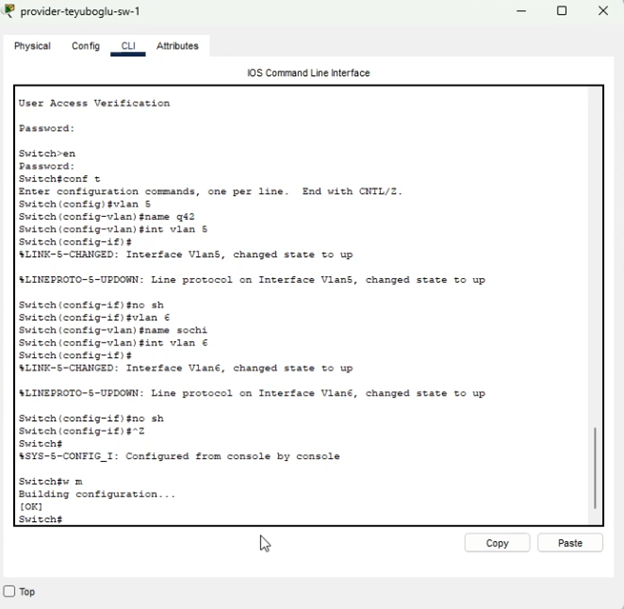 provider-teyuboglu-sw-1
Physical Config CLI Attributes
IOS Command Line Interface
User Access Verification
Password:
Switch>en
Password:
Switch#conf t
Enter configuration commands, one per line.  End with CNTL/Z.
Switch(config)#vlan 5
Switch(config-vlan)#name q42
Switch(config-vlan)#int vlan 5
Switch(config-if)#
%LINK-5-CHANGED: Interface Vlan5, changed state to up
%LINEPROTO-5-UPDOWN: Line protocol on Interface Vlan5, changed state to up
Switch(config-if)#no sh
Switch(config-if)#vlan 6
Switch(config-vlan)#name sochi
Switch(config-vlan)#int vlan 6
Switch(config-if)#
%LINK-5-CHANGED: Interface Vlan6, changed state to up
%LINEPROTO-5-UPDOWN: Line protocol on Interface Vlan6, changed state to up
Switch(config-if)#no sh
Switch(config-if)#^Z
Switch#
%SYS-5-CONFIG_I: Configured from console by console
Switch#w m
Building configuration...
[OK]
Switch#
Copy Paste
Top